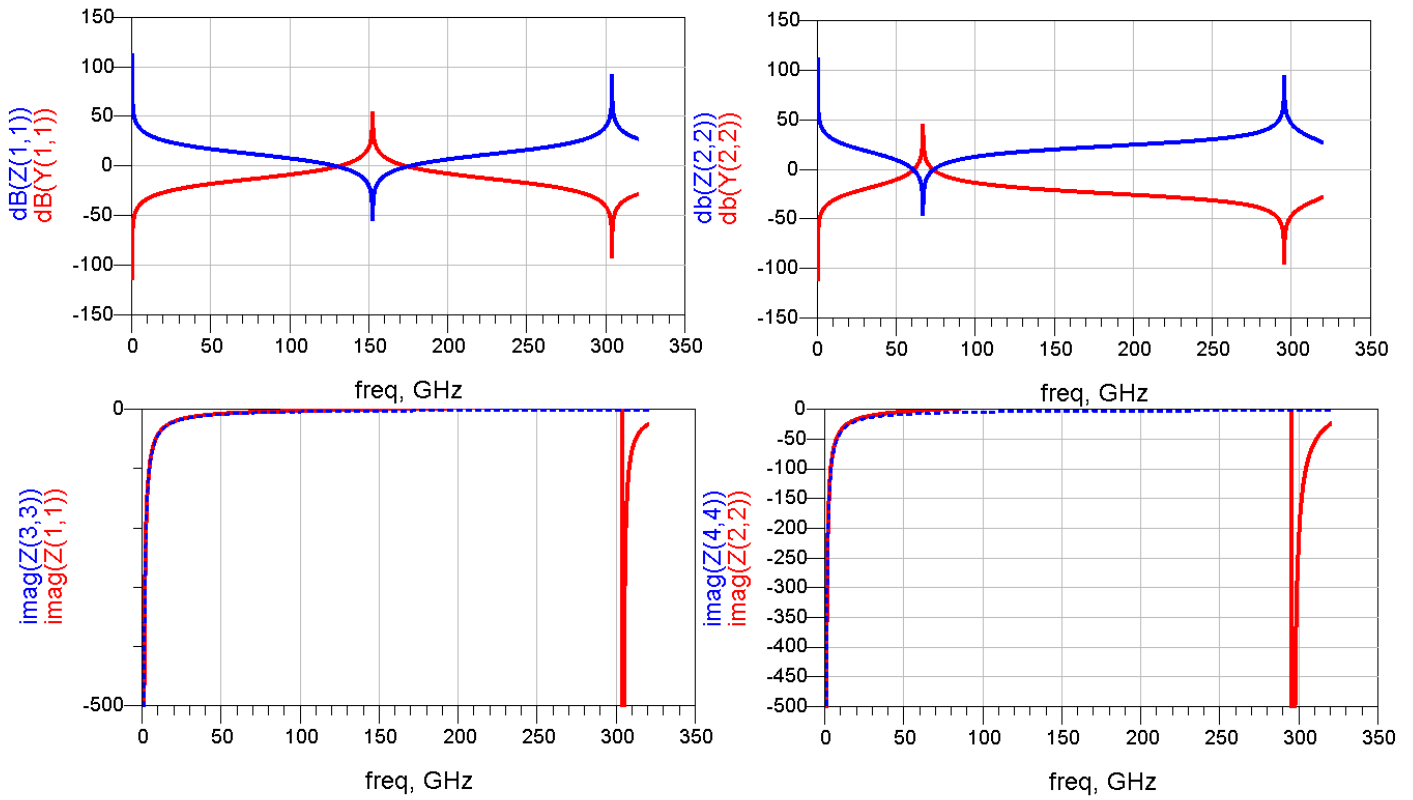 dB(Z(1,1))
dB(Y(1,1))
150
100
50
0
-50
-100
-150
0 50 100 150 200 250 300 350
freq, GHz
db(Z(2,2))
db(Y(2,2))
150
100
50
0
-50
-100
-150
0 50 100 150 200 250 300 350
freq, GHz
imag(Z(3,3))
imag(Z(1,1))
0
-500
0 50 100 150 200 250 300 350
freq, GHz
imag(Z(4,4))
imag(Z(2,2))
0
-50
-100
-150
-200
-250
-300
-350
-400
-450
-500
0 50 100 150 200 250 300 350
freq, GHz